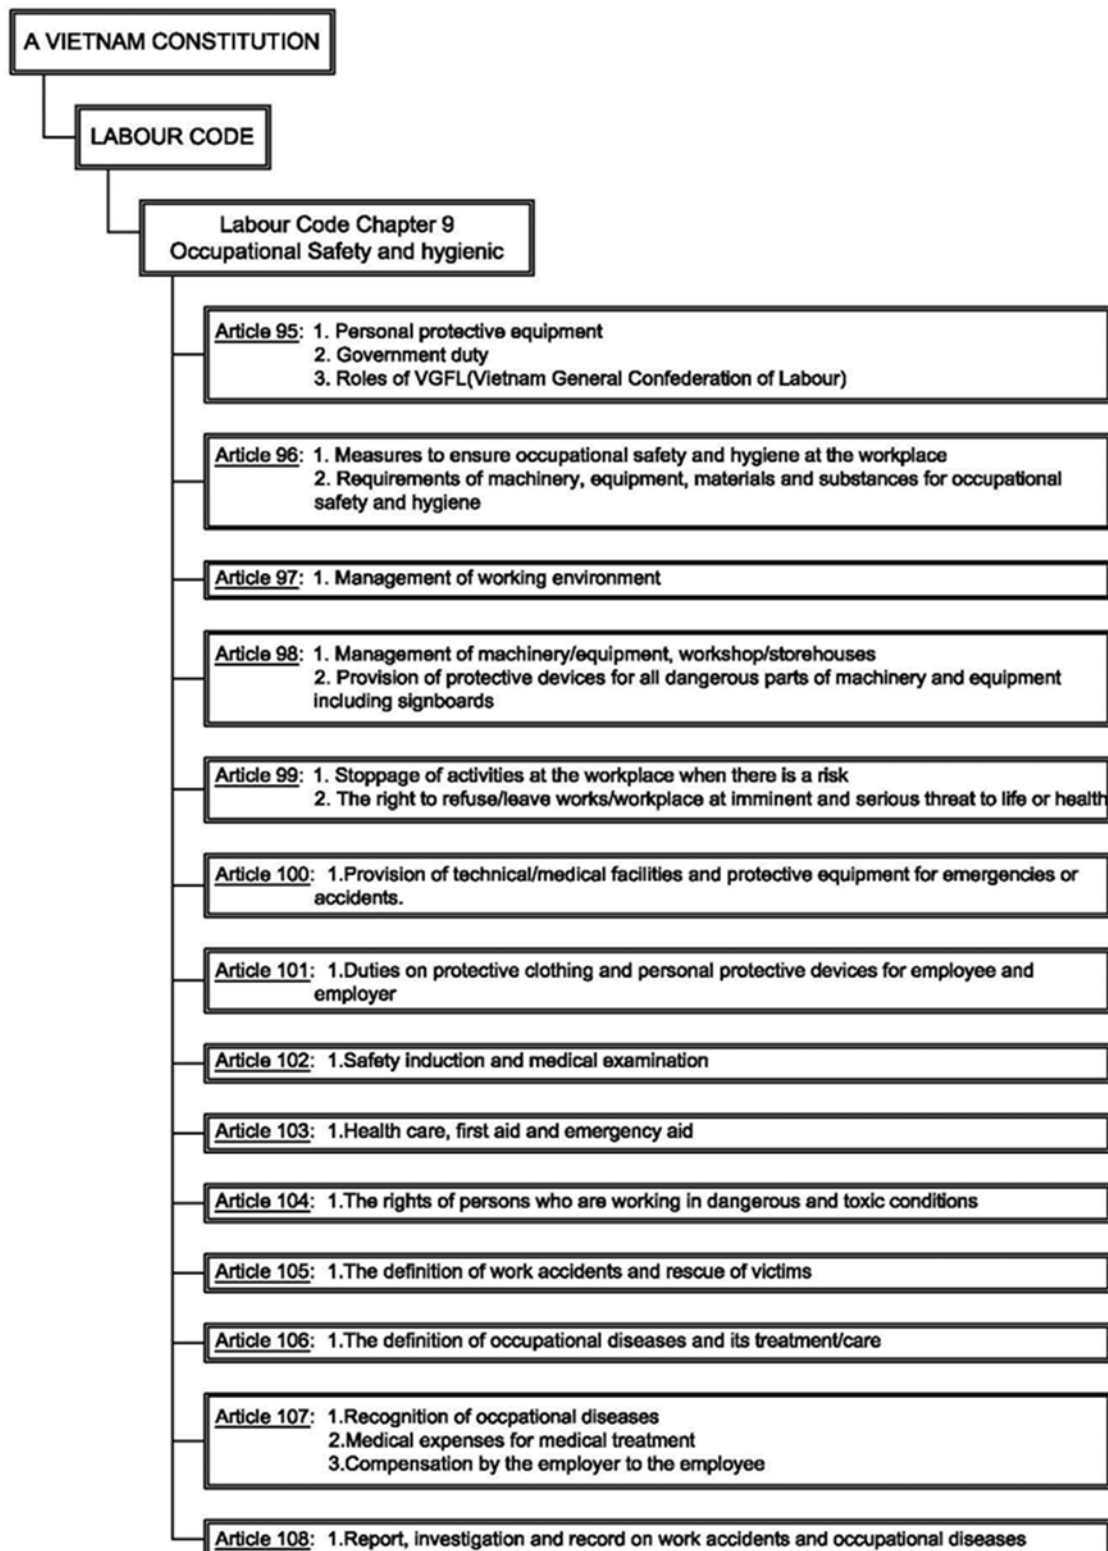 A VIETNAM CONSTITUTION
LABOUR CODE
Labour Code Chapter 9
Occupational Safety and hygienic
Article 95: 1. Personal protective equipment
2. Government duty
3. Roles of VGFL(Vietnam General Confederation of Labour)
Article 96: 1. Measures to ensure occupational safety and hygiene at the workplace
2. Requirements of machinery, equipment, materials and substances for occupational
safety and hygiene
Article 97: 1. Management of working environment
Article 98: 1. Management of machinery/equipment, workshop/storehouses
2. Provision of protective devices for all dangerous parts of machinery and equipment
including signboards
Article 99: 1. Stoppage of activities at the workplace when there is a risk
2. The right to refuse/leave works/workplace at imminent and serious threat to life or health
Article 100: 1.Provision of technical/medical facilities and protective equipment for emergencies or
accidents.
Article 101: 1.Duties on protective clothing and personal protective devices for employee and
employer
Article 102: 1.Safety induction and medical examination
Article 103: 1.Health care, first aid and emergency aid
Article 104: 1.The rights of persons who are working in dangerous and toxic conditions
Article 105: 1.The definition of work accidents and rescue of victims
Article 106: 1.The definition of occupational diseases and its treatment/care
Article 107: 1.Recognition of occpational diseases
2.Medical expenses for medical treatment
3.Compensation by the employer to the employee
Article 108: 1.Report, investigation and record on work accidents and occupational diseases